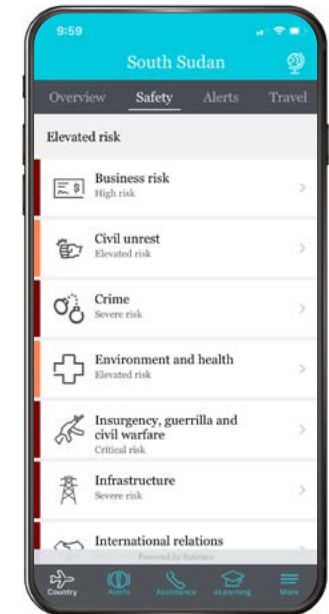 9:59
South Sudan
Overview Safety Alerts Travel
Elevated risk
Business risk
High risk
Civil unrest
Elevated risk
Crime
Severe risk
Environment and health
Elevated risk
Insurgency, guerrilla and
civil warfare
Critical risk
Infrastructure
Severe risk
International relations
Powered by Safeture
Country Alerts Assistance eLearning More